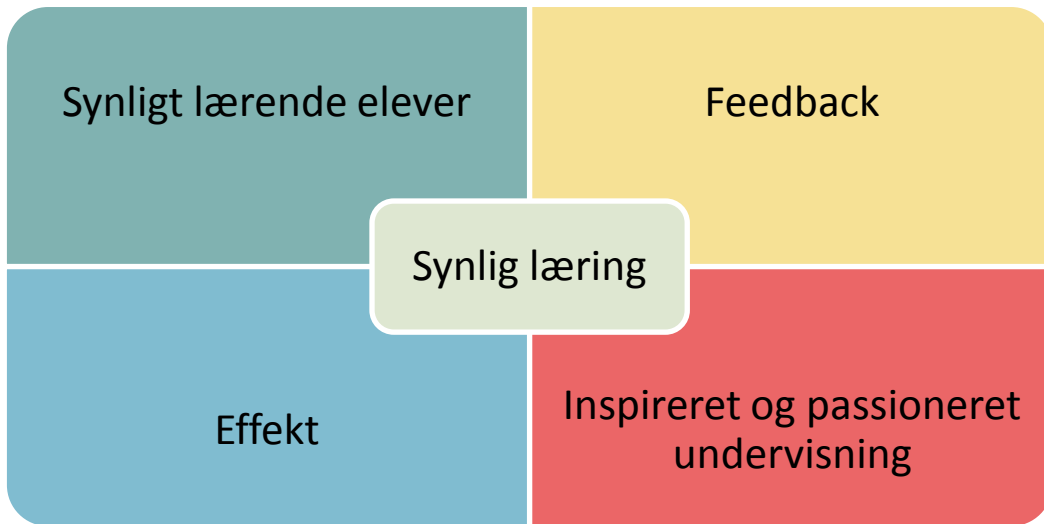 Synligt lærende elever
Feedback
Synlig læring
Effekt
Inspireret og passioneret
undervisning